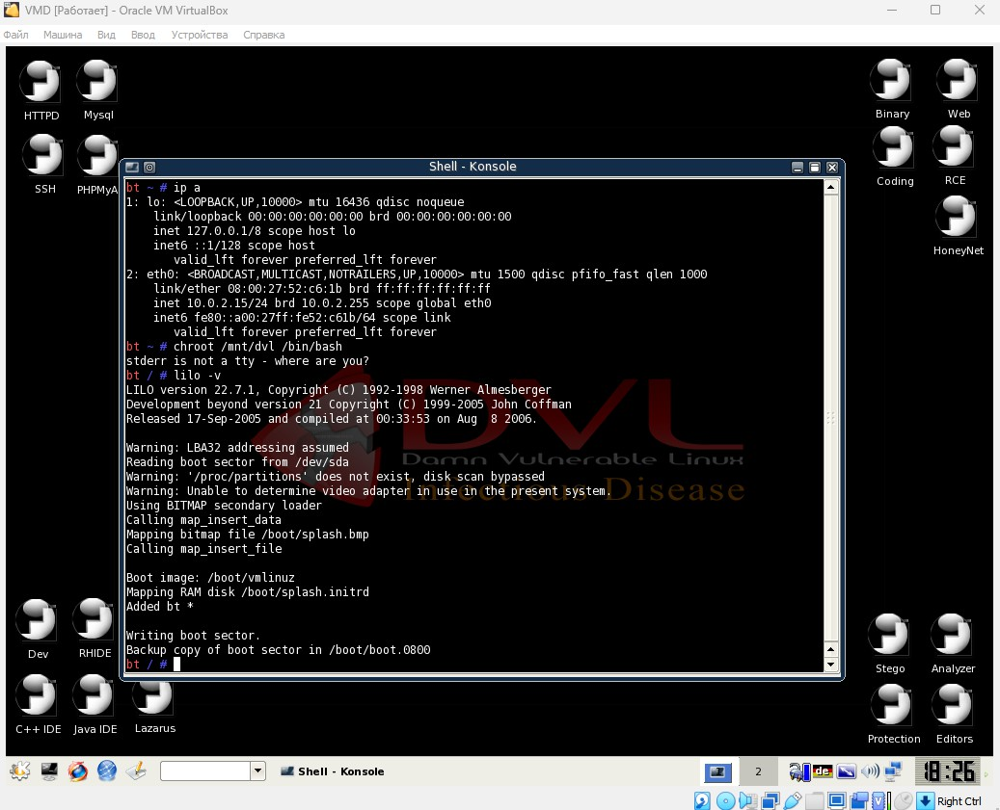 VMD [Работает] - Oracle VM VirtualBox
Файл Машина Вид Ввод Устройства Справка
HTTPD Mysql Binary Web
SSH PHPMyA Coding RCE
HoneyNet
Shell - Konsole
bt ~ # ip a
1: lo: <LOOPBACK,UP,10000> mtu 16436 qdisc noqueue
link/loopback 00:00:00:00:00:00 brd 00:00:00:00:00:00
inet 127.0.0.1/8 scope host lo
inet6 ::1/128 scope host
valid_lft forever preferred_lft forever
2: eth0: <BROADCAST,MULTICAST,NOTRAILERS,UP,10000> mtu 1500 qdisc pfifo_fast qlen 1000
link/ether 08:00:27:52:c6:1b brd ff:ff:ff:ff:ff:ff
inet 10.0.2.15/24 brd 10.0.2.255 scope global eth0
inet6 fe80::a00:27ff:fe52:c61b/64 scope link
valid_lft forever preferred_lft forever
bt ~ # chroot /mnt/dvl /bin/bash
stderr is not a tty - where are you?
bt / # lilo -v
LILO version 22.7.1, Copyright (C) 1992-1998 Werner Almesberger
Development beyond version 21 Copyright (C) 1999-2005 John Coffman
Released 17-Sep-2005 and compiled at 00:33:53 on Aug  8 2006.
Warning: LBA32 addressing assumed
Reading boot sector from /dev/sda
Warning: '/proc/partitions' does not exist, disk scan bypassed
Warning: Unable to determine video adapter in use in the present system.
Using BITMAP secondary loader
Calling map_insert_data
Mapping bitmap file /boot/splash.bmp
Calling map_insert_file
Boot image: /boot/vmlinuz
Mapping RAM disk /boot/splash.initrd
Added bt *
Writing boot sector.
Backup copy of boot sector in /boot/boot.0800
bt / #
DVL
Damn Vulnerable Linux
Infectious Disease
Dev RHIDE Stego Analyzer
C++ IDE Java IDE Lazarus Protection Editors
Shell - Konsole 2 de 18:26
Right Ctrl